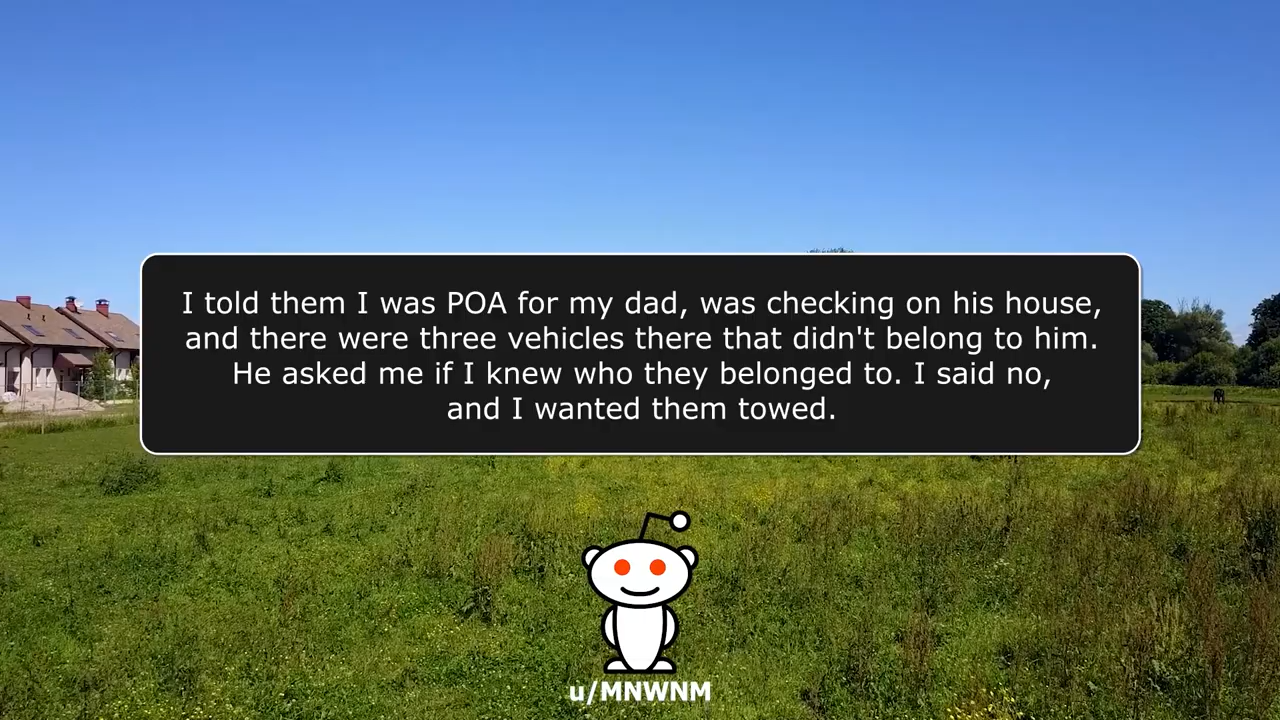 I told them I was POA for my dad, was checking on his house,
and there were three vehicles there that didn't belong to him.
He asked me if I knew who they belonged to. I said no,
and I wanted them towed.
u/MNWNM